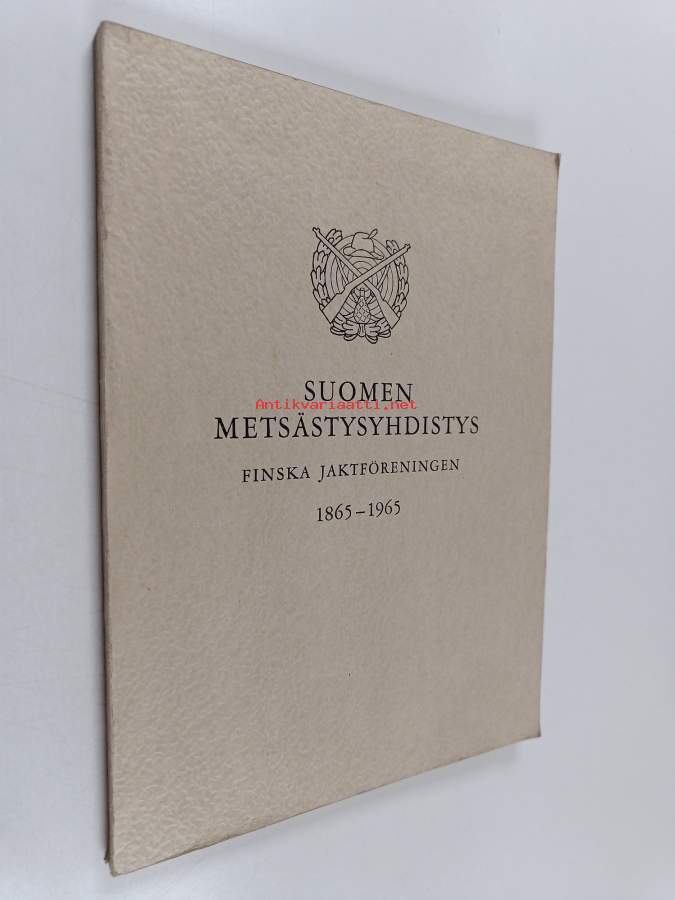 SUOMEN
Antikvariaatti.net
METSÄSTYSYHDISTYS
FINSKA JAKTFÖRENINGEN
1865–1965